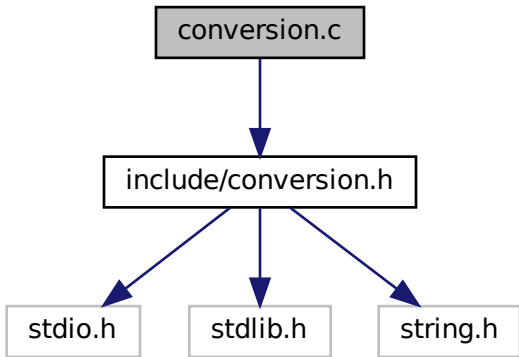 conversion.c
include/conversion.h
stdio.h
stdlib.h
string.h